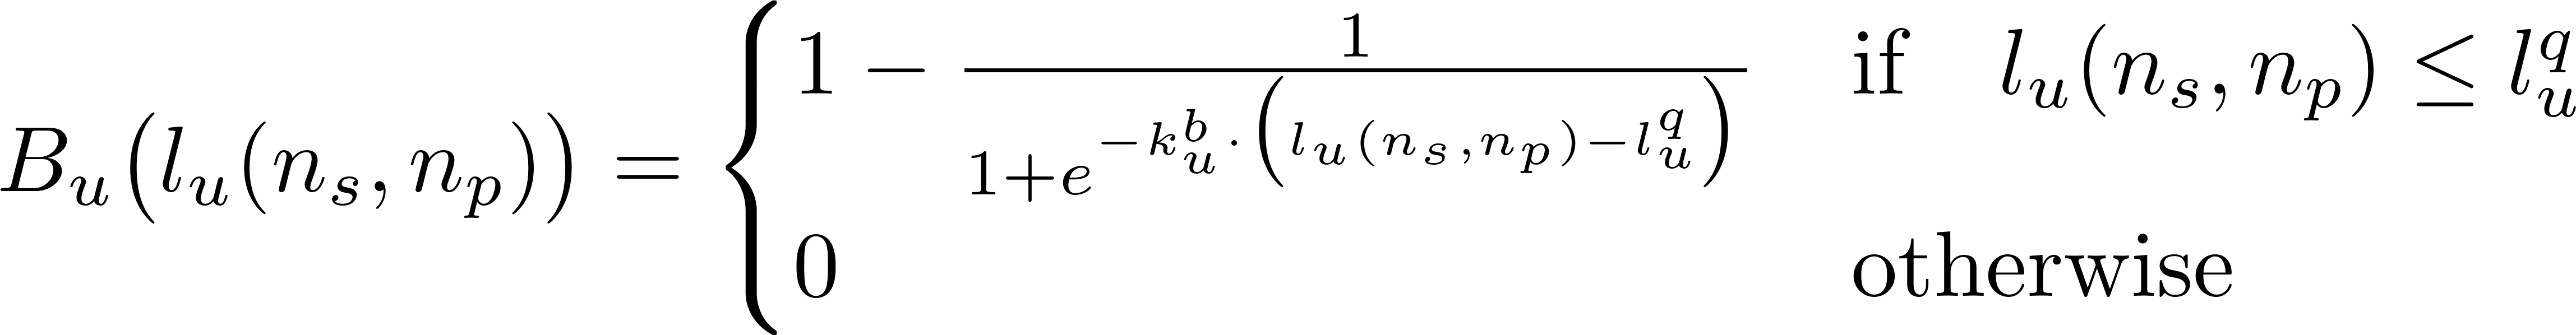 B_u(l_u(n_s, n_p)) = { 1 − \frac{1}{1+e^{−k_u^b·(l_u(n_s,n_p)−l_u^q)}} if l_u(n_s, n_p) ≤ l_u^q
0 otherwise